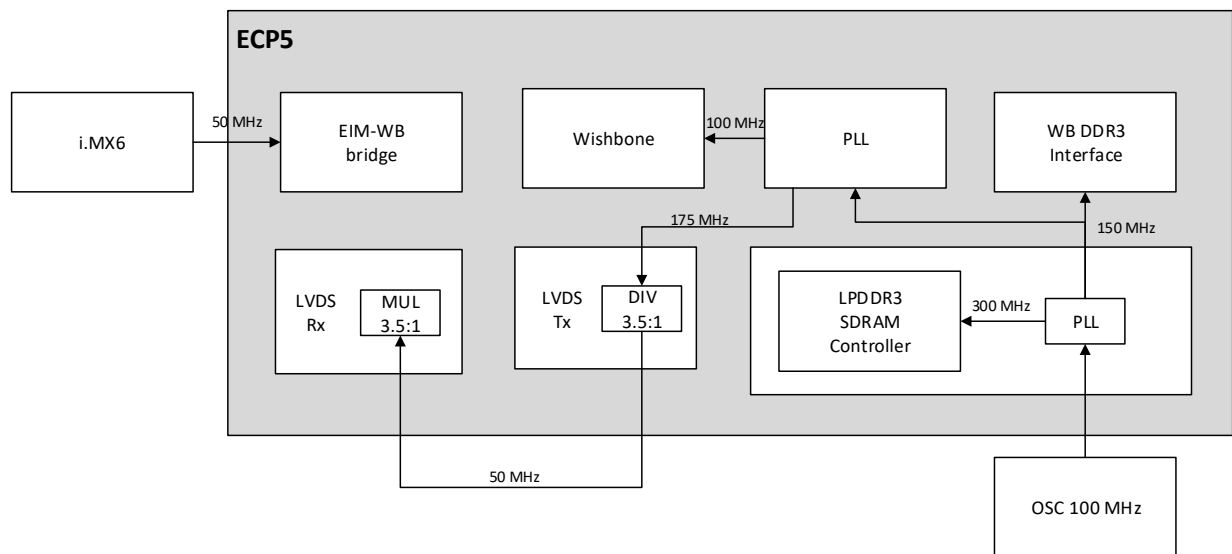 ECP5
i.MX6
50 MHz
EIM-WB
bridge
Wishbone
100 MHz
PLL
WB DDR3
Interface
175 MHz
150 MHz
LVDS
Rx
MUL
3.5:1
LVDS
Tx
DIV
3.5:1
LPDDR3
SDRAM
Controller
300 MHz
PLL
50 MHz
OSC 100 MHz